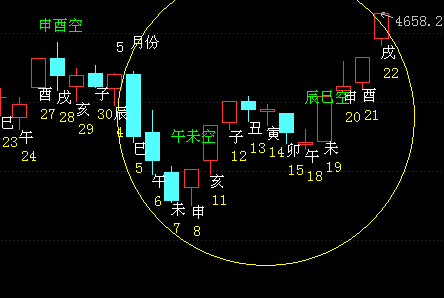 申酉空
5 月份
4658.2
戌
22
辰巳空
酉
27
戌
28
亥
29
子
30
辰
4
申
20
酉
21
巳
23
午
24
午未空
巳
5
子
12
丑
13
寅
14
卯
15
午
18
未
19
午
6
亥
11
未
7
申
8